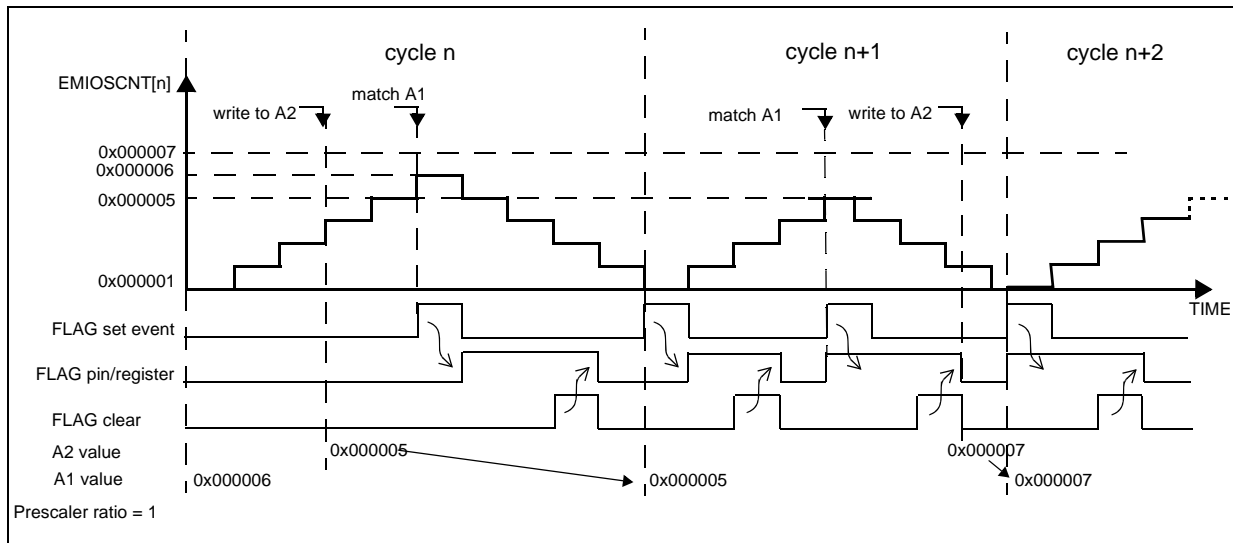 cycle n cycle n+1 cycle n+2
EMIOSCNT[n]
match A1
write to A2
match A1 write to A2
0x000007
0x000006
0x000005
0x000001
TIME
FLAG set event
FLAG pin/register
FLAG clear
A2 value 0x000005 0x000007
A1 value 0x000006 0x000005 0x000007
Prescaler ratio = 1